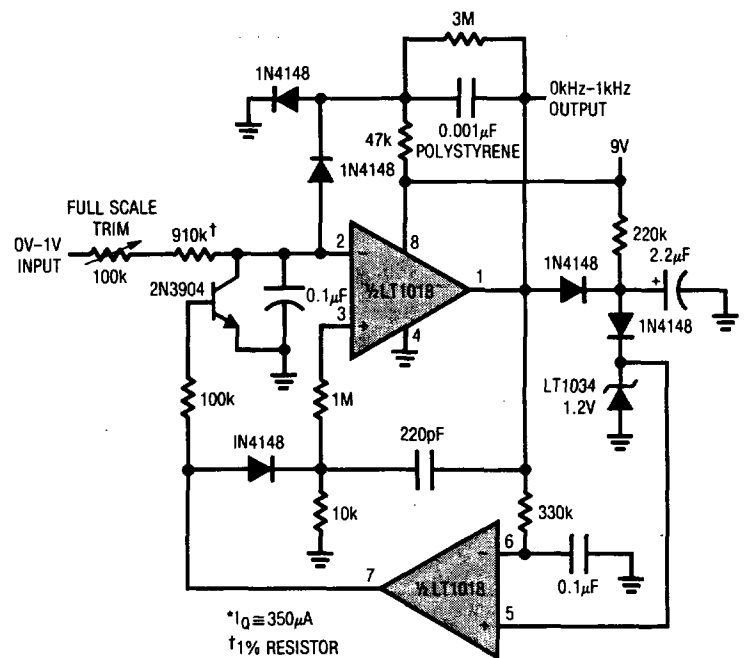 3M
1N4148
0kHz–1kHz
OUTPUT
47k
0.001µF
POLYSTYRENE
9V
1N4148
FULL SCALE
TRIM
910k†
220k
0V–1V
INPUT
100k
2
8
2.2µF
+
1N4148
2N3904
–
½LT1018
1
0.1µF
3
+
4
1N4148
LT1034
1.2V
100k
1M
IN4148
220pF
10k
330k
7
6
–
½LT1018
0.1µF
5
+
*IQ≅350µA
†1% RESISTOR